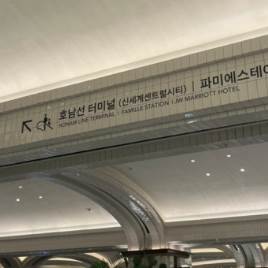 호남선 터미널 (신세계센트럴시티) | 파미에스테이
HONAM LINE TERMINAL | FAMILLE STATION | JW MARRIOTT HOTEL